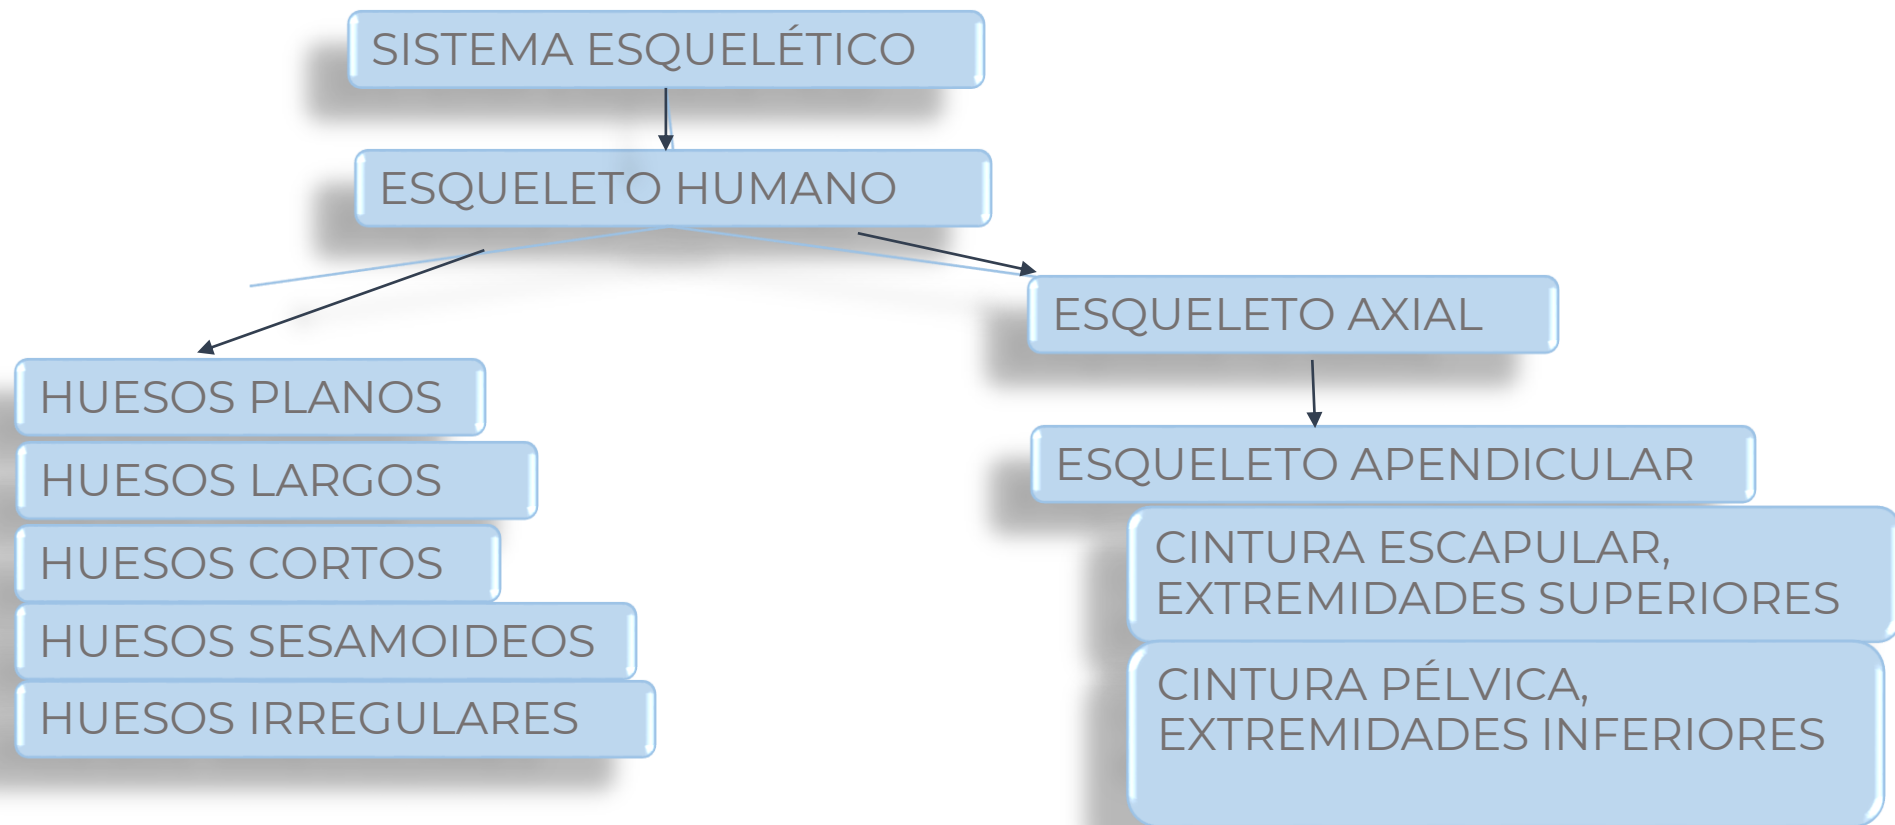 SISTEMA ESQUELÉTICO
ESQUELETO HUMANO
HUESOS PLANOS
HUESOS LARGOS
HUESOS CORTOS
HUESOS SESAMOIDEOS
HUESOS IRREGULARES
ESQUELETO AXIAL
ESQUELETO APENDICULAR
CINTURA ESCAPULAR,
EXTREMIDADES SUPERIORES
CINTURA PÉLVICA,
EXTREMIDADES INFERIORES